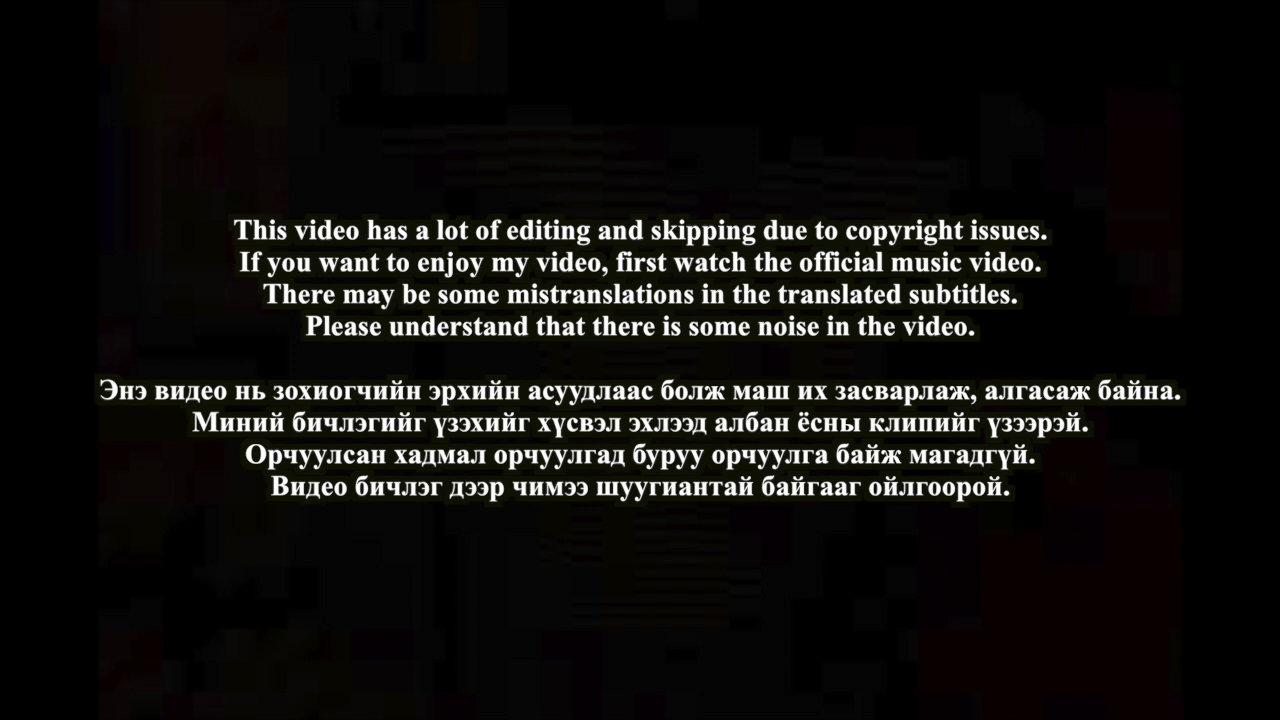 This video has a lot of editing and skipping due to copyright issues.
If you want to enjoy my video, first watch the official music video.
There may be some mistranslations in the translated subtitles.
Please understand that there is some noise in the video.
Энэ видео нь зохиогчийн эрхийн асуудлаас болж маш их засварлаж, алгасаж байна.
Миний бичлэгийг үзэхийг хүсвэл эхлээд албан ёсны клипийг үзээрэй.
Орчуулсан хадмал орчуулгад буруу орчуулга байж магадгүй.
Видео бичлэг дээр чимээ шуугиантай байгааг ойлгоорой.